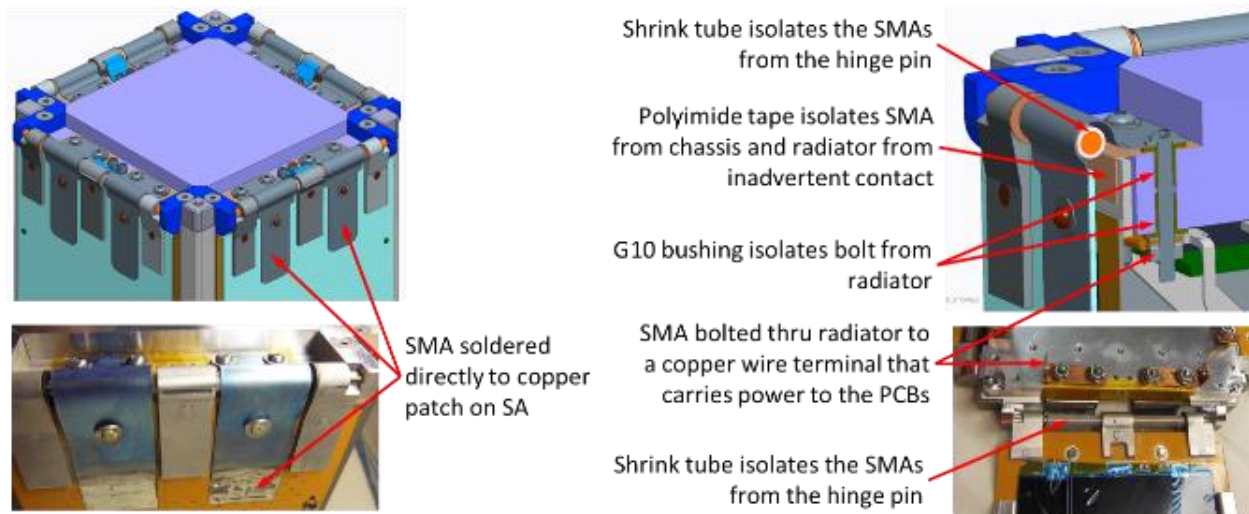 Shrink tube isolates the SMAs
from the hinge pin
Polyimide tape isolates SMA
from chassis and radiator from
inadvertent contact
G10 bushing isolates bolt from
radiator
SMA soldered
directly to copper
patch on SA
SMA bolted thru radiator to
a copper wire terminal that
carries power to the PCBs
Shrink tube isolates the SMAs
from the hinge pin